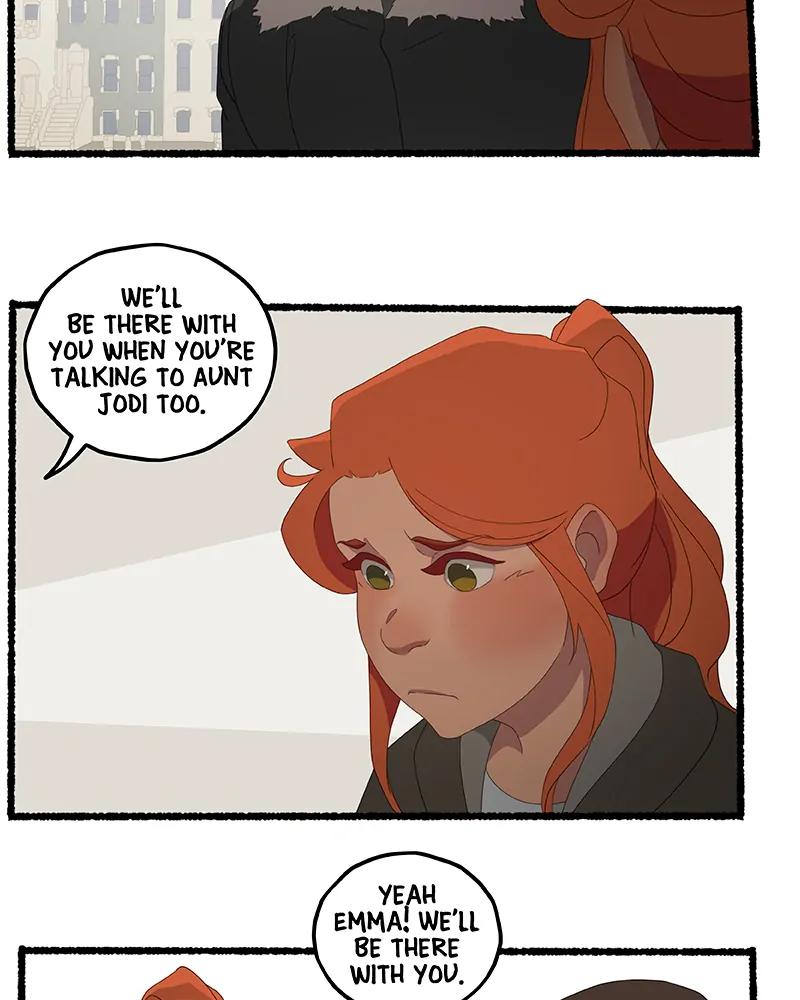 WE'LL
BE THERE WITH
YOU WHEN YOU'RE
TALKING TO AUNT
JODI TOO.
YEAH
EMMA! WE'LL
BE THERE
WITH YOU.